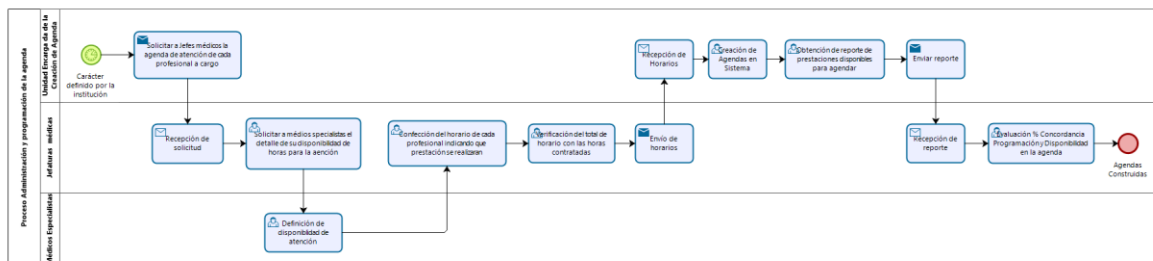 Proceso Administración y programación de la agenda
Unidad Encarga da de la
Creación de Agenda
Carácter
definido por la
institución
Solicitar a Jefes médicos la
agenda de atención de cada
profesional a cargo
Recepción de
Horarios
Creación de
Agendas en
Sistema
Obtención de reporte de
prestaciones disponibles
para agendar
Enviar reporte
Jefaturas médicas
Recepción de
solicitud
Solicitar a médios specialistas el
detalle de su disponibilidad de
horas para la aención
Confección del horario de cada
profesional indicando que
prestación se realizaran
Verificación del total de
horario con las horas
contratadas
Envío de
horarios
Recepción de
reporte
Evaluación % Concordancia
Programación y Disponibilidad
en la agenda
Agendas
Construidas
Médicos Especialistas
Definición de
disponiblidad de
atención